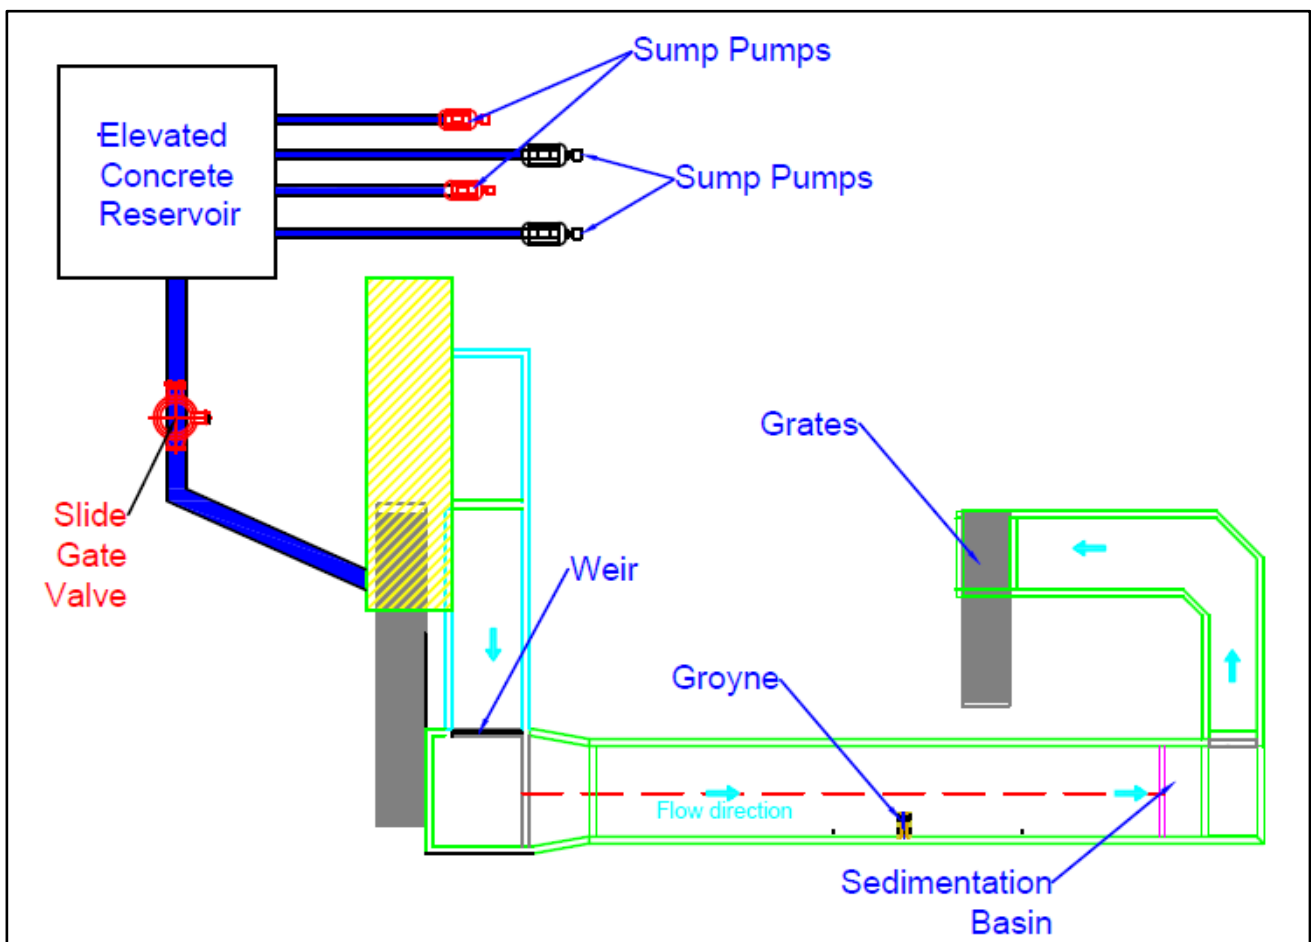 Sump Pumps
Elevated
Concrete
Reservoir
Sump Pumps
Grates
Slide
Gate
Valve
Weir
Groyne
Flow direction
Sedimentation
Basin